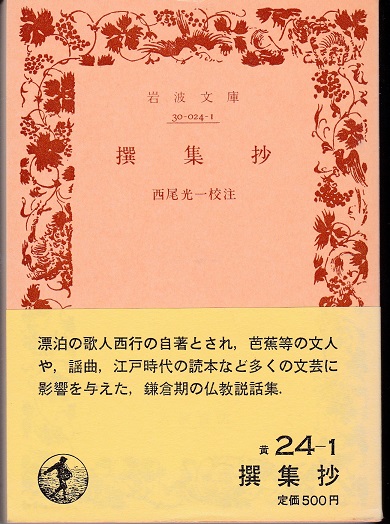 岩波文庫
30-024-1
撰集抄
西尾光一校注
漂泊の歌人西行の自著とされ，芭蕉等の文人
や，謡曲，江戸時代の読本など多くの文芸に
影響を与えた，鎌倉期の仏教説話集．
黄 24-1
撰集抄
定価500円